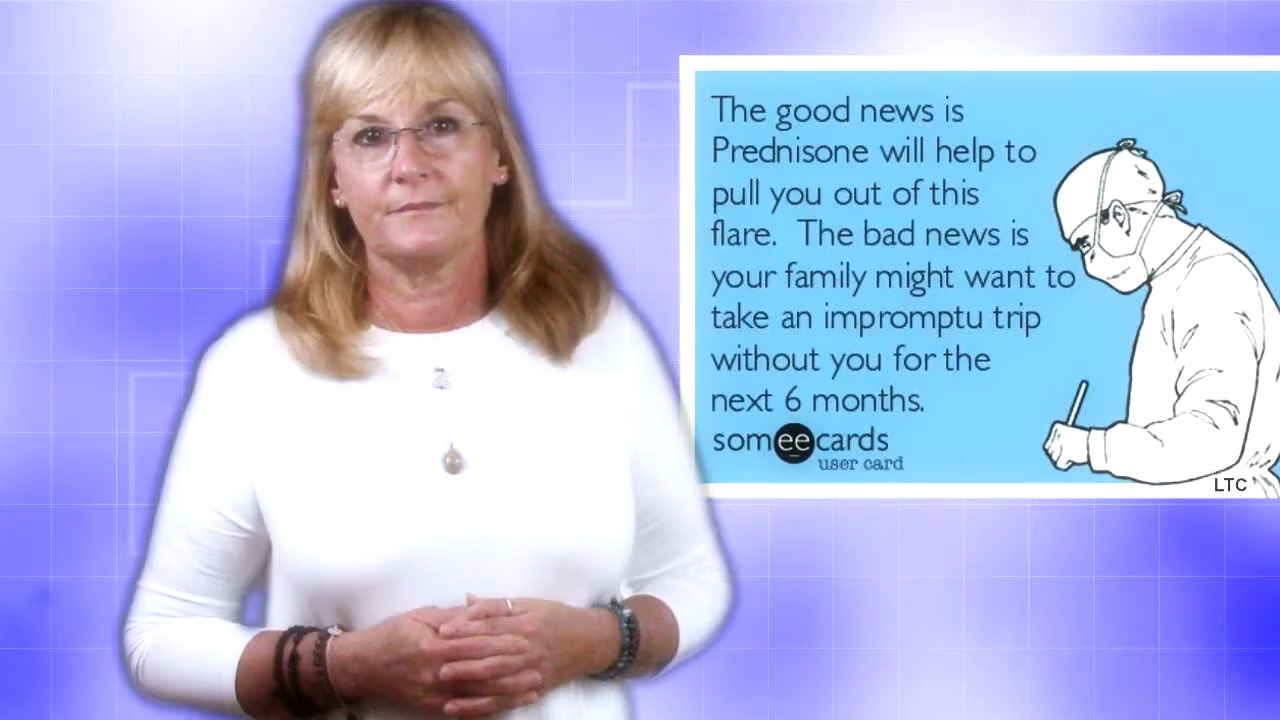 The good news is
Prednisone will help to
pull you out of this
flare. The bad news is
your family might want to
take an impromptu trip
without you for the
next 6 months.
someecards
user card
LTC